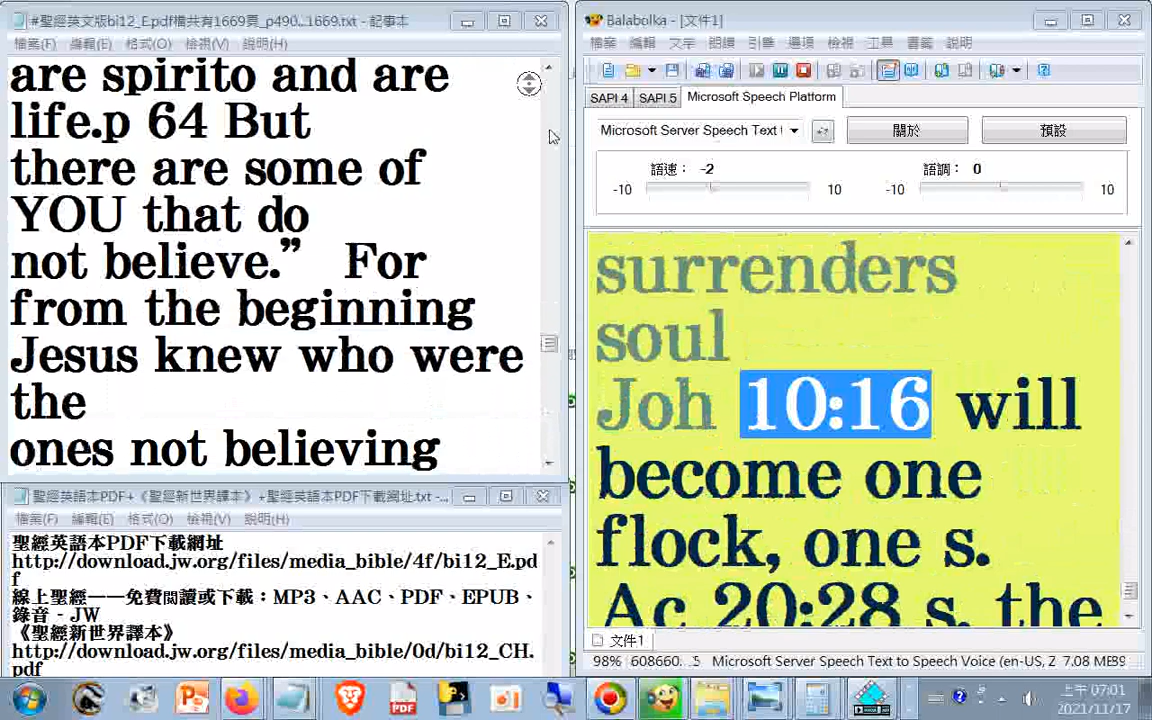 #聖經英文版bi12_E.pdf檔共有1669頁_p490...1669.txt - 記事本
檔案(F) 編輯(E) 格式(O) 檢視(V) 說明(H)
are spirito and are
life.p 64 But
there are some of
YOU that do
not believe.” For
from the beginning
Jesus knew who were
the
ones not believing
聖經英語本PDF+《聖經新世界譯本》+聖經英語本PDF下載網址.txt -...
檔案(F) 編輯(E) 格式(O) 檢視(V) 說明(H)
聖經英語本PDF下載網址
http://download.jw.org/files/media_bible/4f/bi12_E.pd
f
線上聖經——免費閱讀或下載：MP3、AAC、PDF、EPUB、
錄音 - JW
《聖經新世界譯本》
http://download.jw.org/files/media_bible/0d/bi12_CH.
pdf
Balabolka - [文件1]
檔案 編輯 文字 朗讀 引擎 選項 檢視 工具 書籤 說明
SAPI 4 SAPI 5 Microsoft Speech Platform
Microsoft Server Speech Text 關於 預設
語速： -2 語調： 0
-10 10 -10 10
surrenders
soul
Joh 10:16 will
become one
flock, one s.
Ac 20:28 s. the
文件1
98% 608660. Microsoft Server Speech Text to Speech Voice (en-US, Z 7.08 MB
上午 07:01
2021/11/17